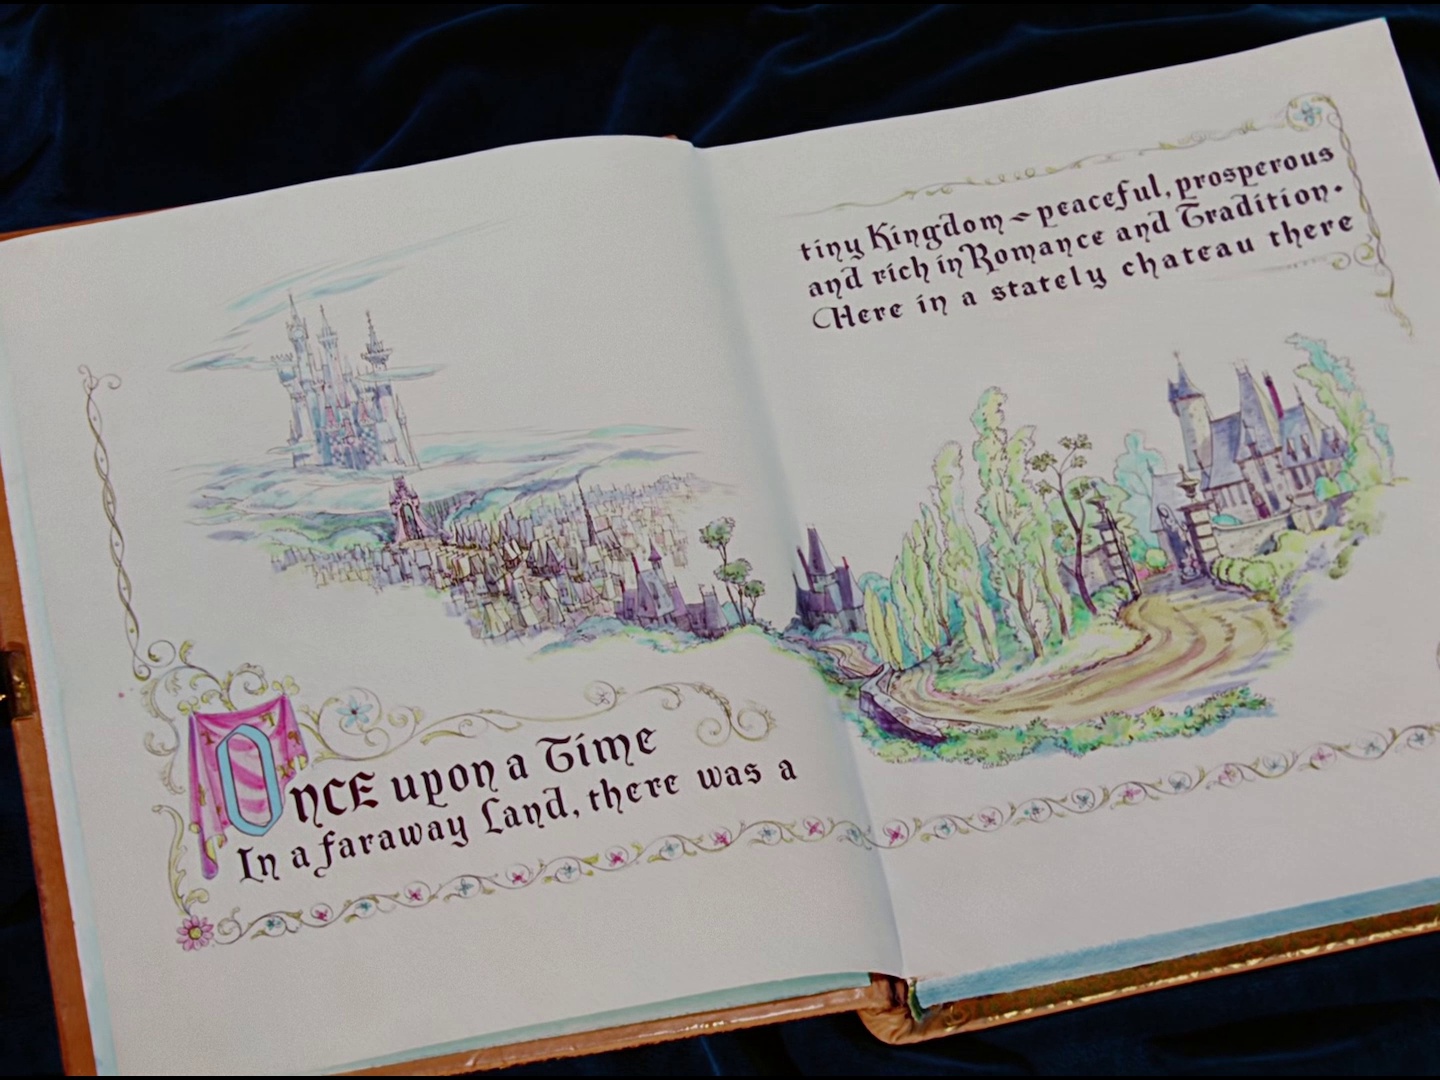 ONCE upon a Time
In a faraway Land, there was a
tiny Kingdom ~ peaceful, prosperous
and rich in Romance and Tradition.
Here in a stately chateau there